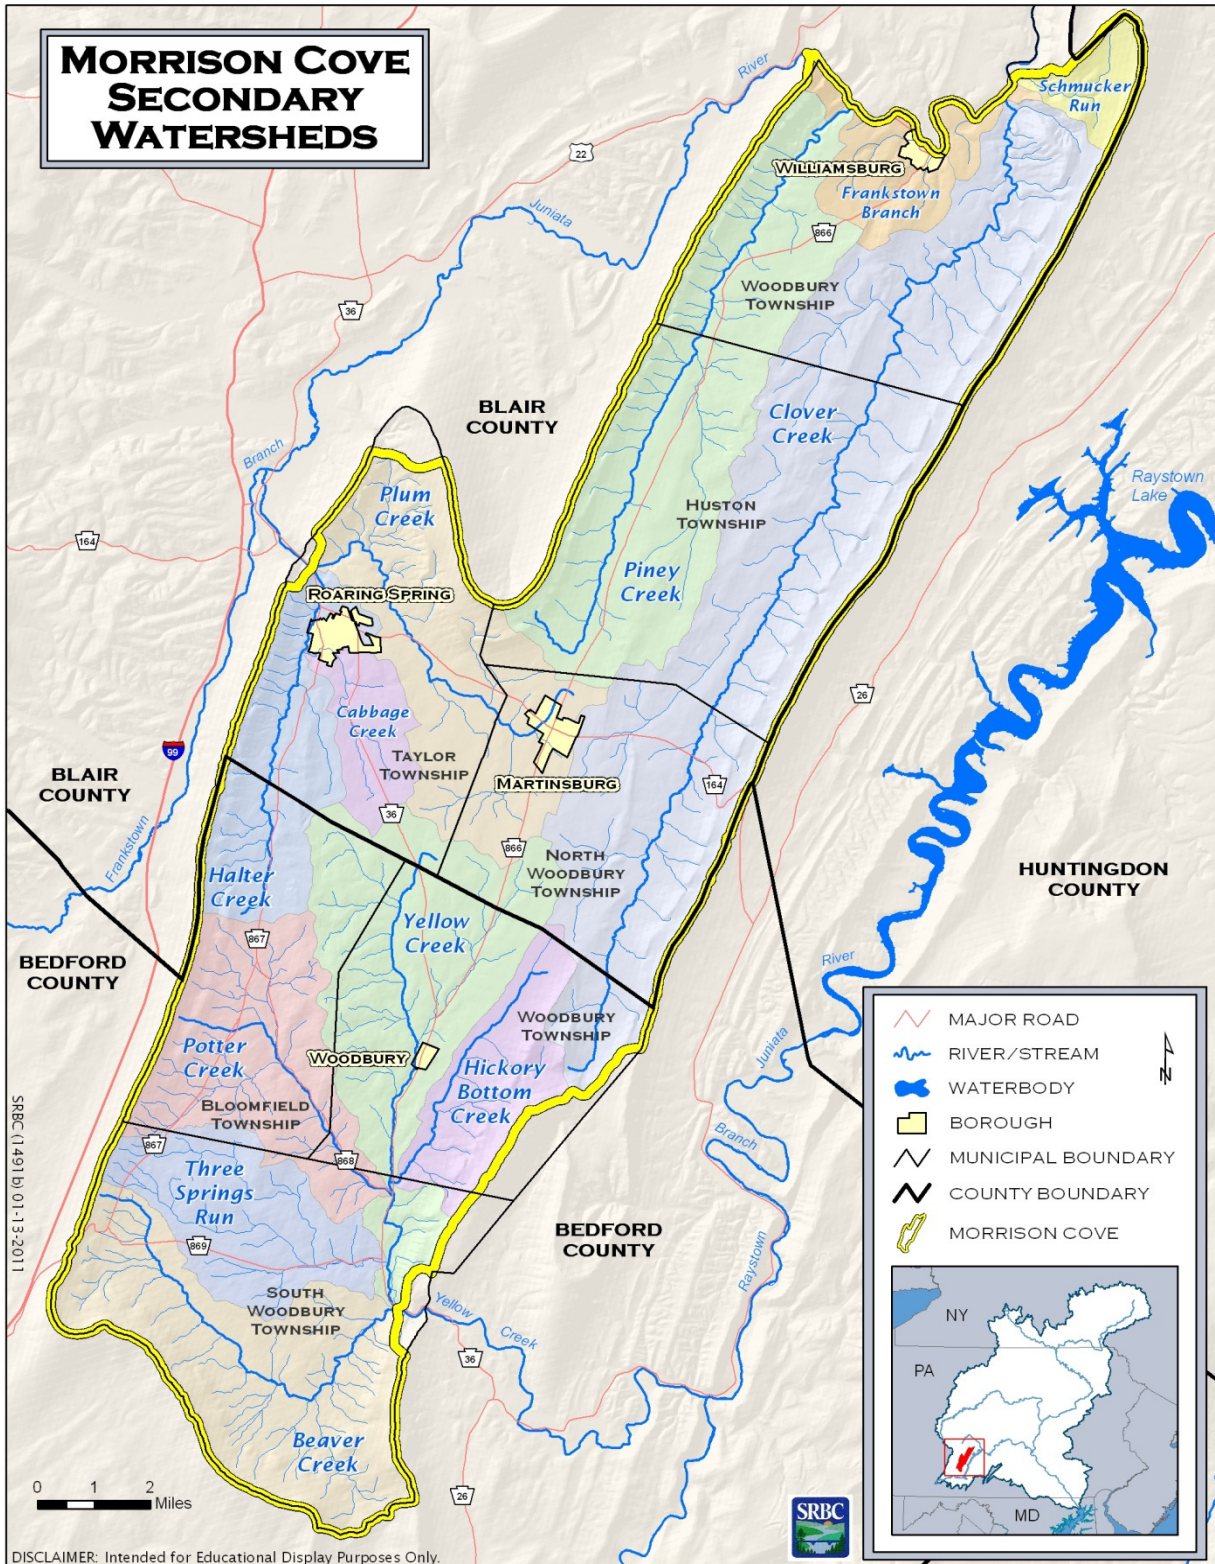 MORRISON COVE
SECONDARY
WATERSHEDS
River
Schmucker
Run
22
WILLIAMSBURG
Frankstown
Branch
Juniata
866
WOODBURY
TOWNSHIP
36
BLAIR
COUNTY
Clover
Creek
Branch
Raystown
Lake
Plum
Creek
HUSTON
TOWNSHIP
164
Piney
Creek
ROARING SPRING
26
Cabbage
Creek
99
TAYLOR
TOWNSHIP
MARTINSBURG
164
BLAIR
COUNTY
36
866
Frankstown
Halter
Creek
NORTH
WOODBURY
TOWNSHIP
HUNTINGDON
COUNTY
Yellow
Creek
867
BEDFORD
COUNTY
River
WOODBURY
TOWNSHIP
Potter
Creek
WOODBURY
Hickory
Bottom
Creek
Juniata
BLOOMFIELD
TOWNSHIP
Branch
867
868
Three
Springs
Run
BEDFORD
COUNTY
869
Raystown
SOUTH
WOODBURY
TOWNSHIP
Yellow
Creek
36
Beaver
Creek
26
MAJOR ROAD
RIVER/STREAM
N
WATERBODY
BOROUGH
MUNICIPAL BOUNDARY
COUNTY BOUNDARY
MORRISON COVE
NY
PA
MD
SRBC (1491b) 01-13-2011
0 1 2
Miles
SRBC
DISCLAIMER: Intended for Educational Display Purposes Only.